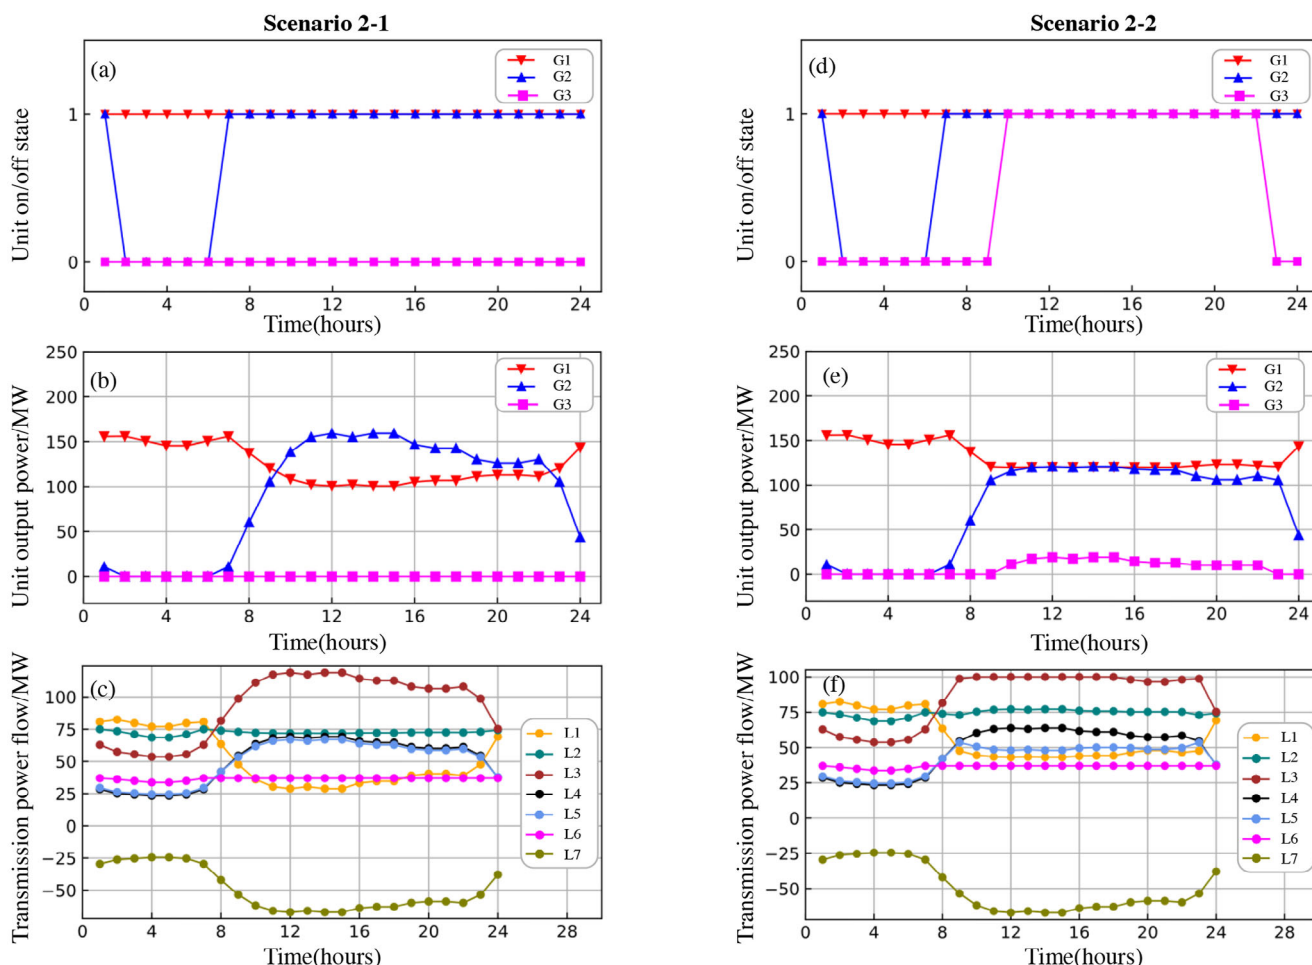 Scenario 2-1
(a)
G1
G2
G3
Unit on/off state
1
0
0 4 8 12 16 20 24
Time(hours)
(b)
G1
G2
G3
Unit output power/MW
250
200
150
100
50
0
0 4 8 12 16 20 24
Time(hours)
(c)
L1
L2
L3
L4
L5
L6
L7
Transmission power flow/MW
100
75
50
25
0
−25
−50
0 4 8 12 16 20 24 28
Time(hours)
Scenario 2-2
(d)
G1
G2
G3
Unit on/off state
1
0
0 4 8 12 16 20 24
Time(hours)
(e)
G1
G2
G3
Unit output power/MW
250
200
150
100
50
0
0 4 8 12 16 20 24
Time(hours)
(f)
L1
L2
L3
L4
L5
L6
L7
Transmission power flow/MW
100
75
50
25
0
−25
−50
0 4 8 12 16 20 24 28
Time(hours)